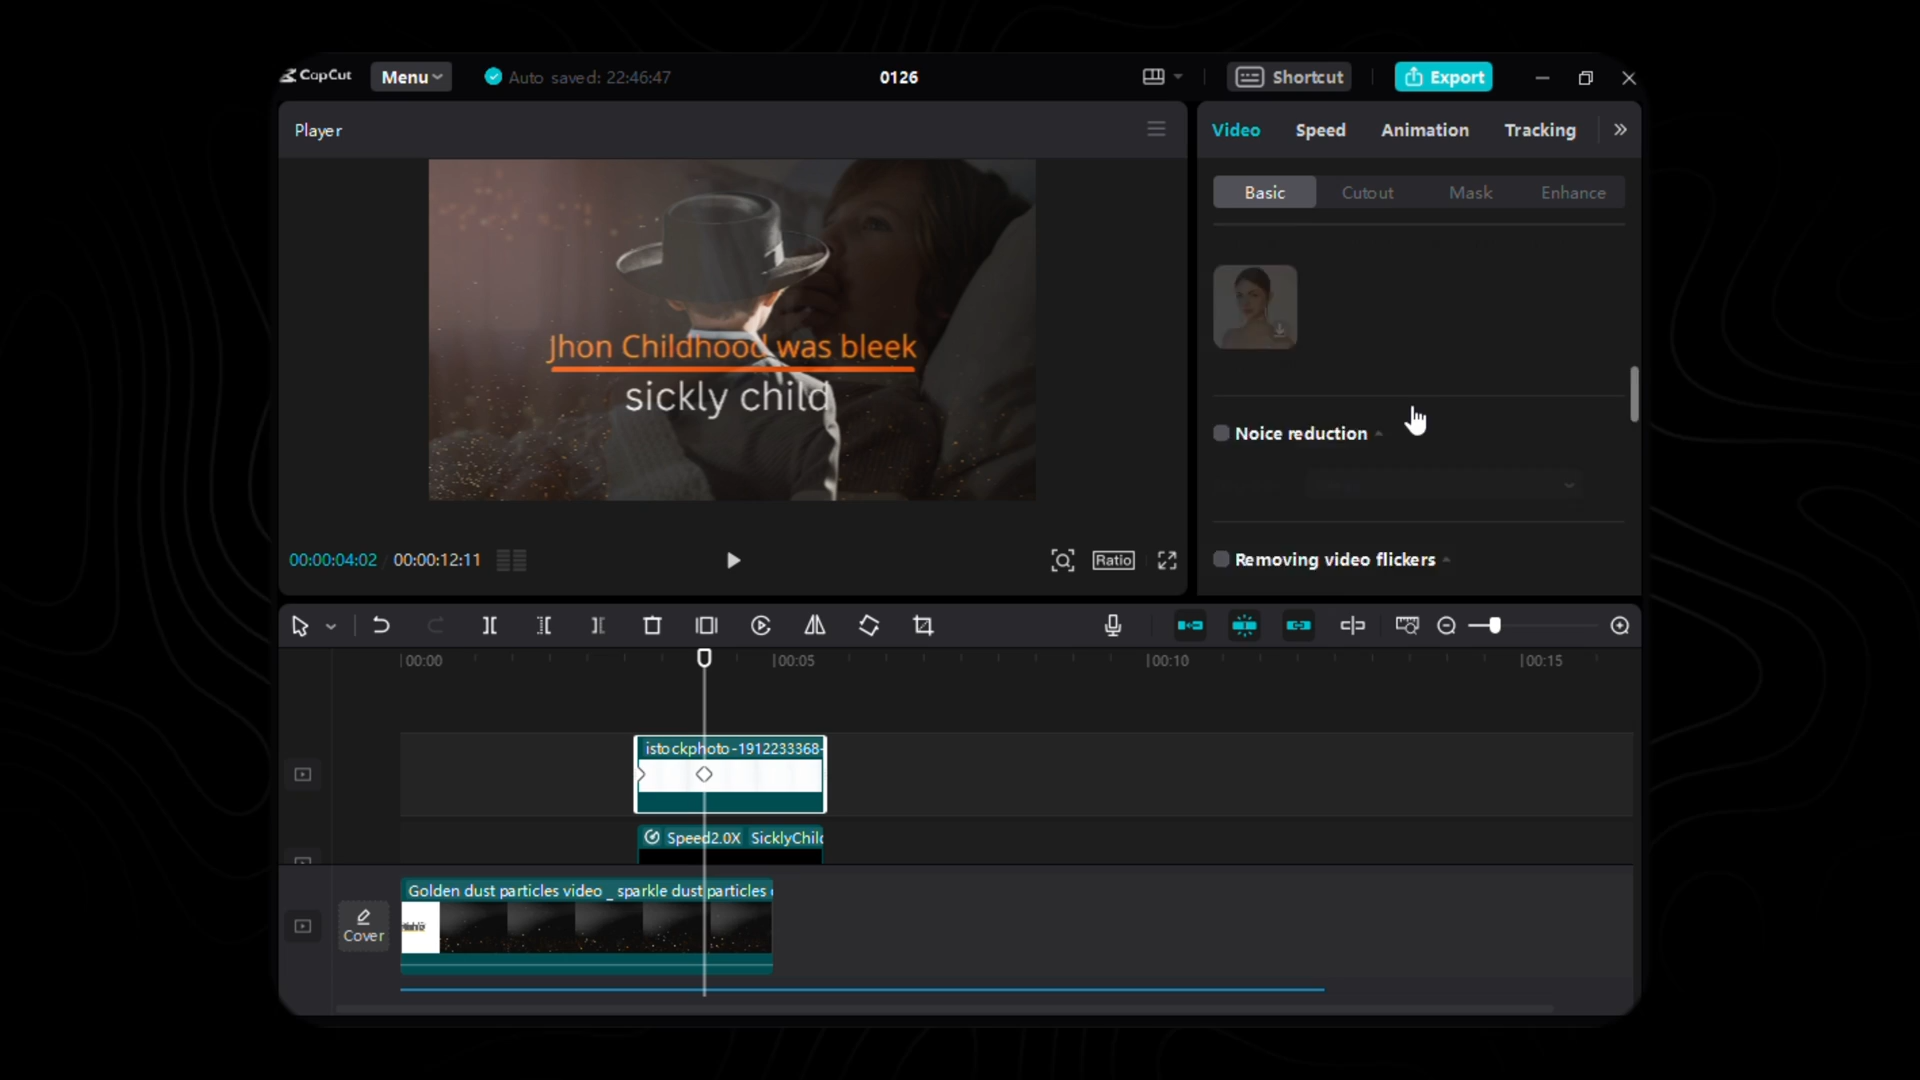 CapCut
Menu
Auto saved: 22:46:47
0126
Shortcut
Export
Player
Video
Speed
Animation
Tracking
Basic
Cutout
Mask
Enhance
Jhon Childhood was bleek
sickly child
Noice reduction
Removing video flickers
00:00:04:02 / 00:00:12:11
Ratio
00:00
00:05
00:10
00:15
istockphoto-1912233368-
Speed2.0X SicklyChild
Golden dust particles video _ sparkle dust particles
Cover